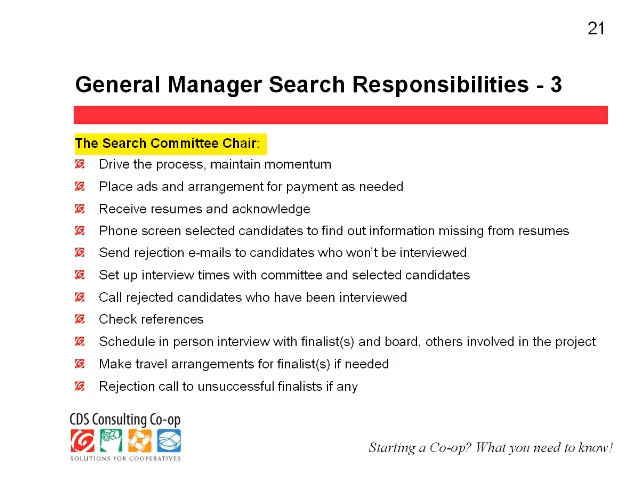 21
General Manager Search Responsibilities - 3
The Search Committee Chair:
Drive the process, maintain momentum
Place ads and arrangement for payment as needed
Receive resumes and acknowledge
Phone screen selected candidates to find out information missing from resumes
Send rejection e-mails to candidates who won't be interviewed
Set up interview times with committee and selected candidates
Call rejected candidates who have been interviewed
Check references
Schedule in person interview with finalist(s) and board, others involved in the project
Make travel arrangements for finalist(s) if needed
Rejection call to unsuccessful finalists if any
CDS Consulting Co-op
SOLUTIONS FOR COOPERATIVES
Starting a Co-op? What you need to know!